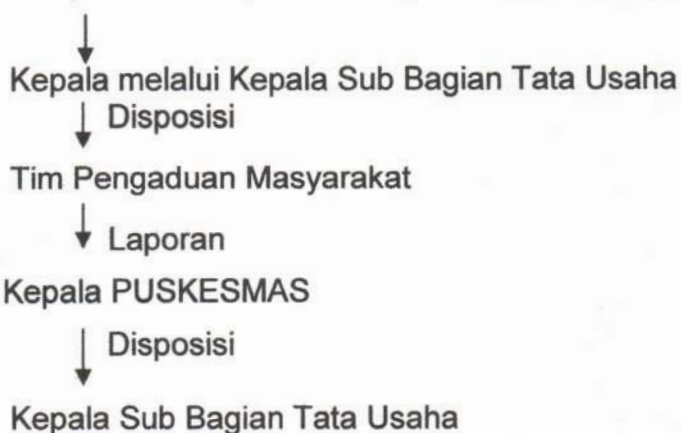 Kepala melalui Kepala Sub Bagian Tata Usaha
Disposisi
Tim Pengaduan Masyarakat
Laporan
Kepala PUSKESMAS
Disposisi
Kepala Sub Bagian Tata Usaha